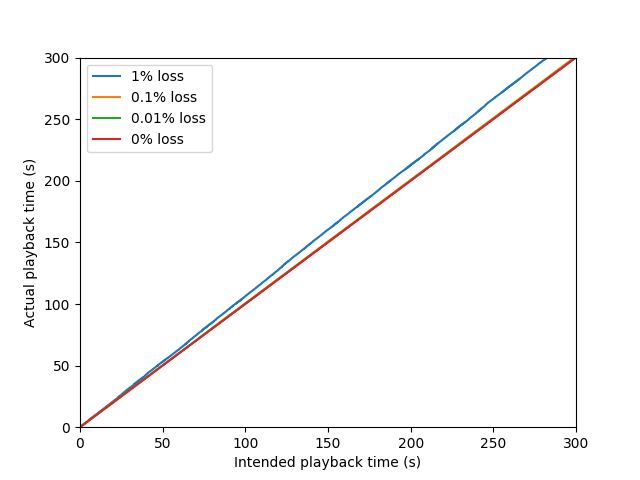 300
250
200
150
100
50
0
Actual playback time (s)
1% loss
0.1% loss
0.01% loss
0% loss
0 50 100 150 200 250 300
Intended playback time (s)